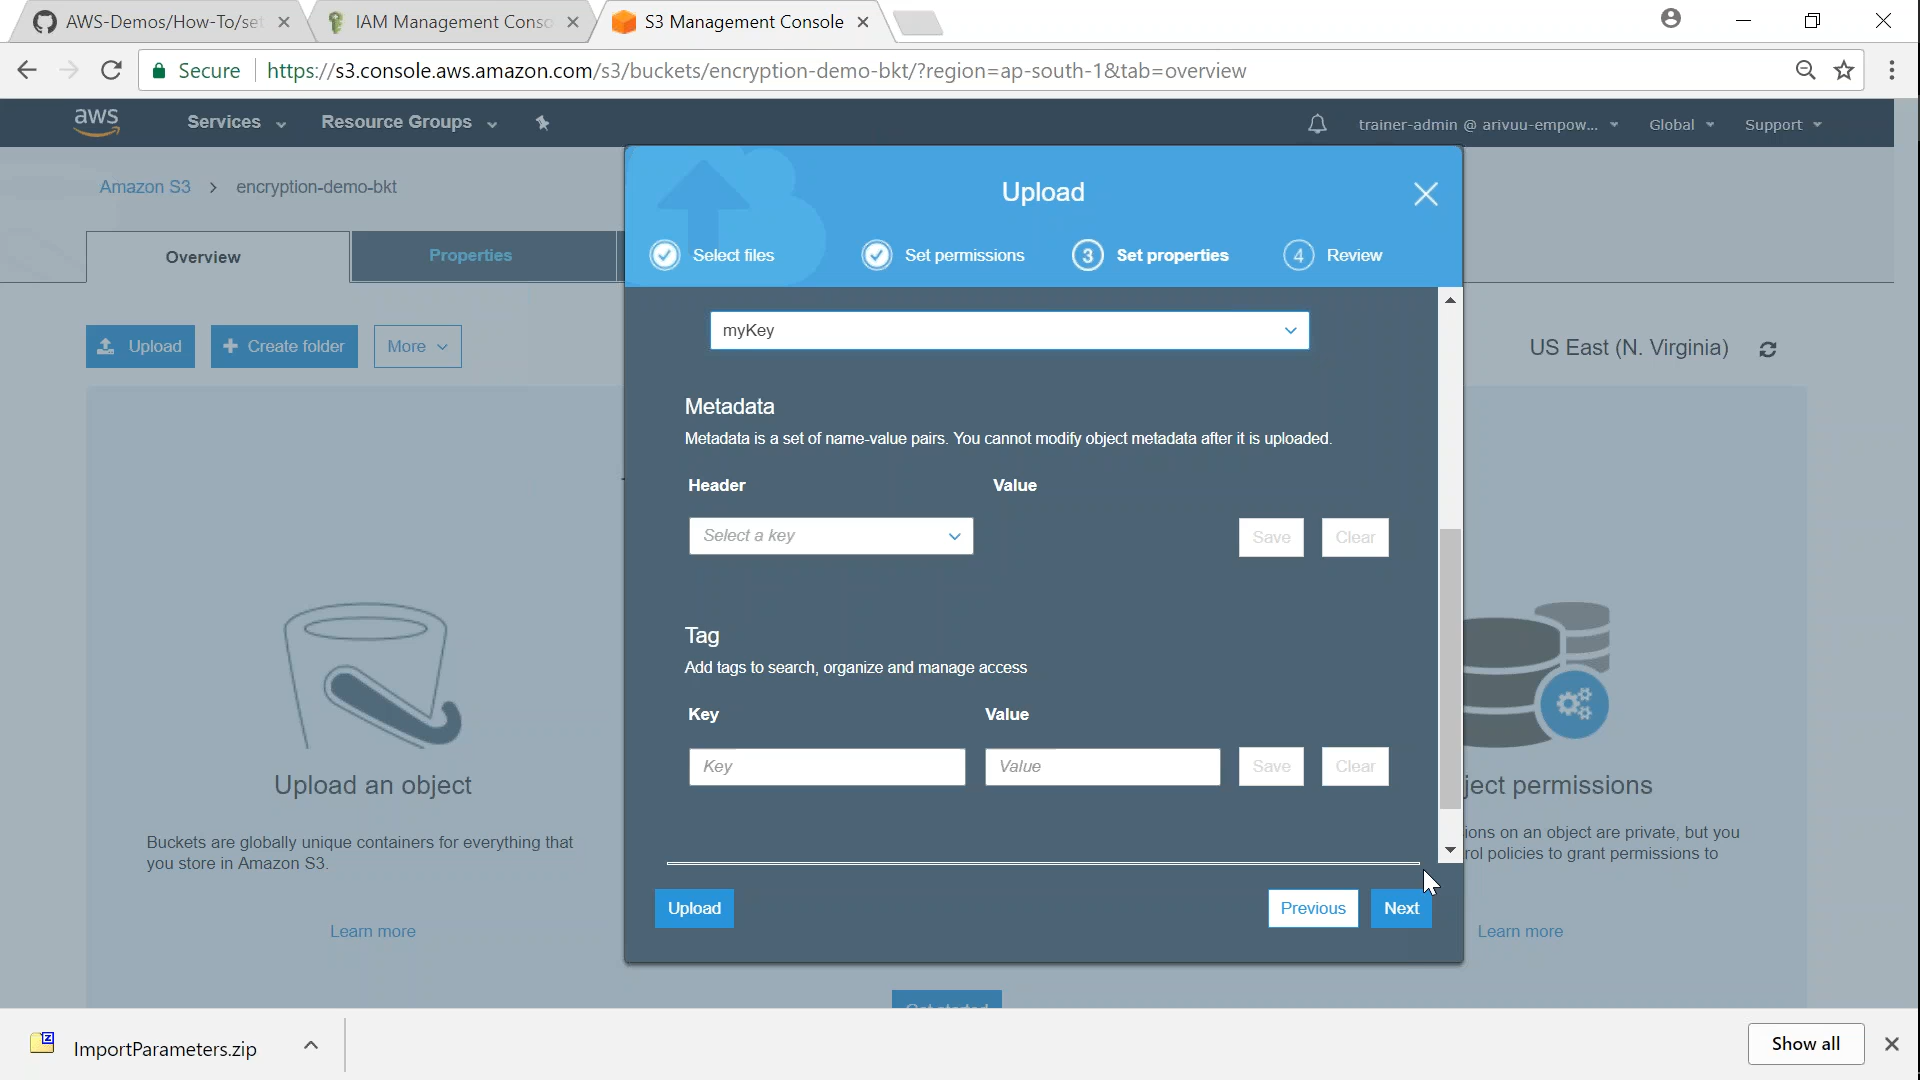 AWS-Demos/How-To/set
IAM Management Conso
S3 Management Console
Secure
https://s3.console.aws.amazon.com/s3/buckets/encryption-demo-bkt/?region=ap-south-1&tab=overview
aws
Services
Resource Groups
trainer-admin @ arivuu-empow...
Global
Support
Amazon S3 > encryption-demo-bkt
Upload
Overview
Properties
Select files
Set permissions
3 Set properties
4 Review
Upload
Create folder
More
US East (N. Virginia)
myKey
Metadata
Metadata is a set of name-value pairs. You cannot modify object metadata after it is uploaded.
Header
Value
Select a key
Save
Clear
Tag
Add tags to search, organize and manage access
Key
Value
Key
Value
Save
Clear
Upload an object
Buckets are globally unique containers for everything that
you store in Amazon S3.
Learn more
ject permissions
ions on an object are private, but you
rol policies to grant permissions to
Learn more
Upload
Previous
Next
Get started
ImportParameters.zip
Show all